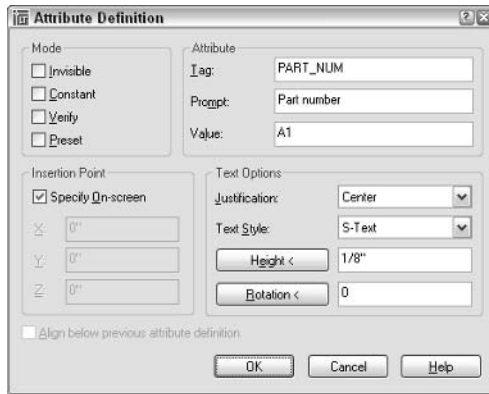 Attribute Definition
Mode
Invisible
Constant
Verify
Preset
Attribute
Tag: PART_NUM
Prompt: Part number
Value: A1
Insertion Point
Specify On-screen
X: 0"
Y: 0"
Z: 0"
Text Options
Justification: Center
Text Style: S-Text
Height < 1/8"
Rotation < 0
Align below previous attribute definition
OK Cancel Help